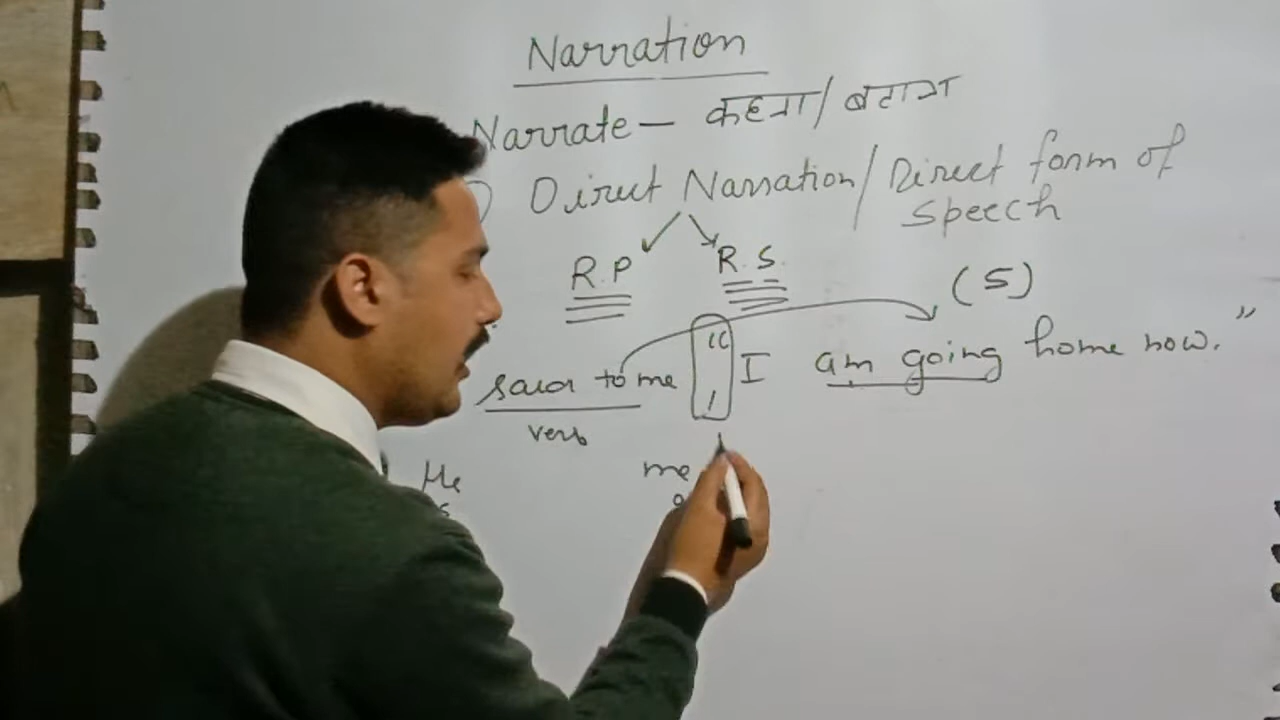 Narration
Narrate — कहना / बताना
Direct Narration / Direct form of
speech
R.P R.S.
(S)
said to me , " I am going home now."
verb
He me
s o